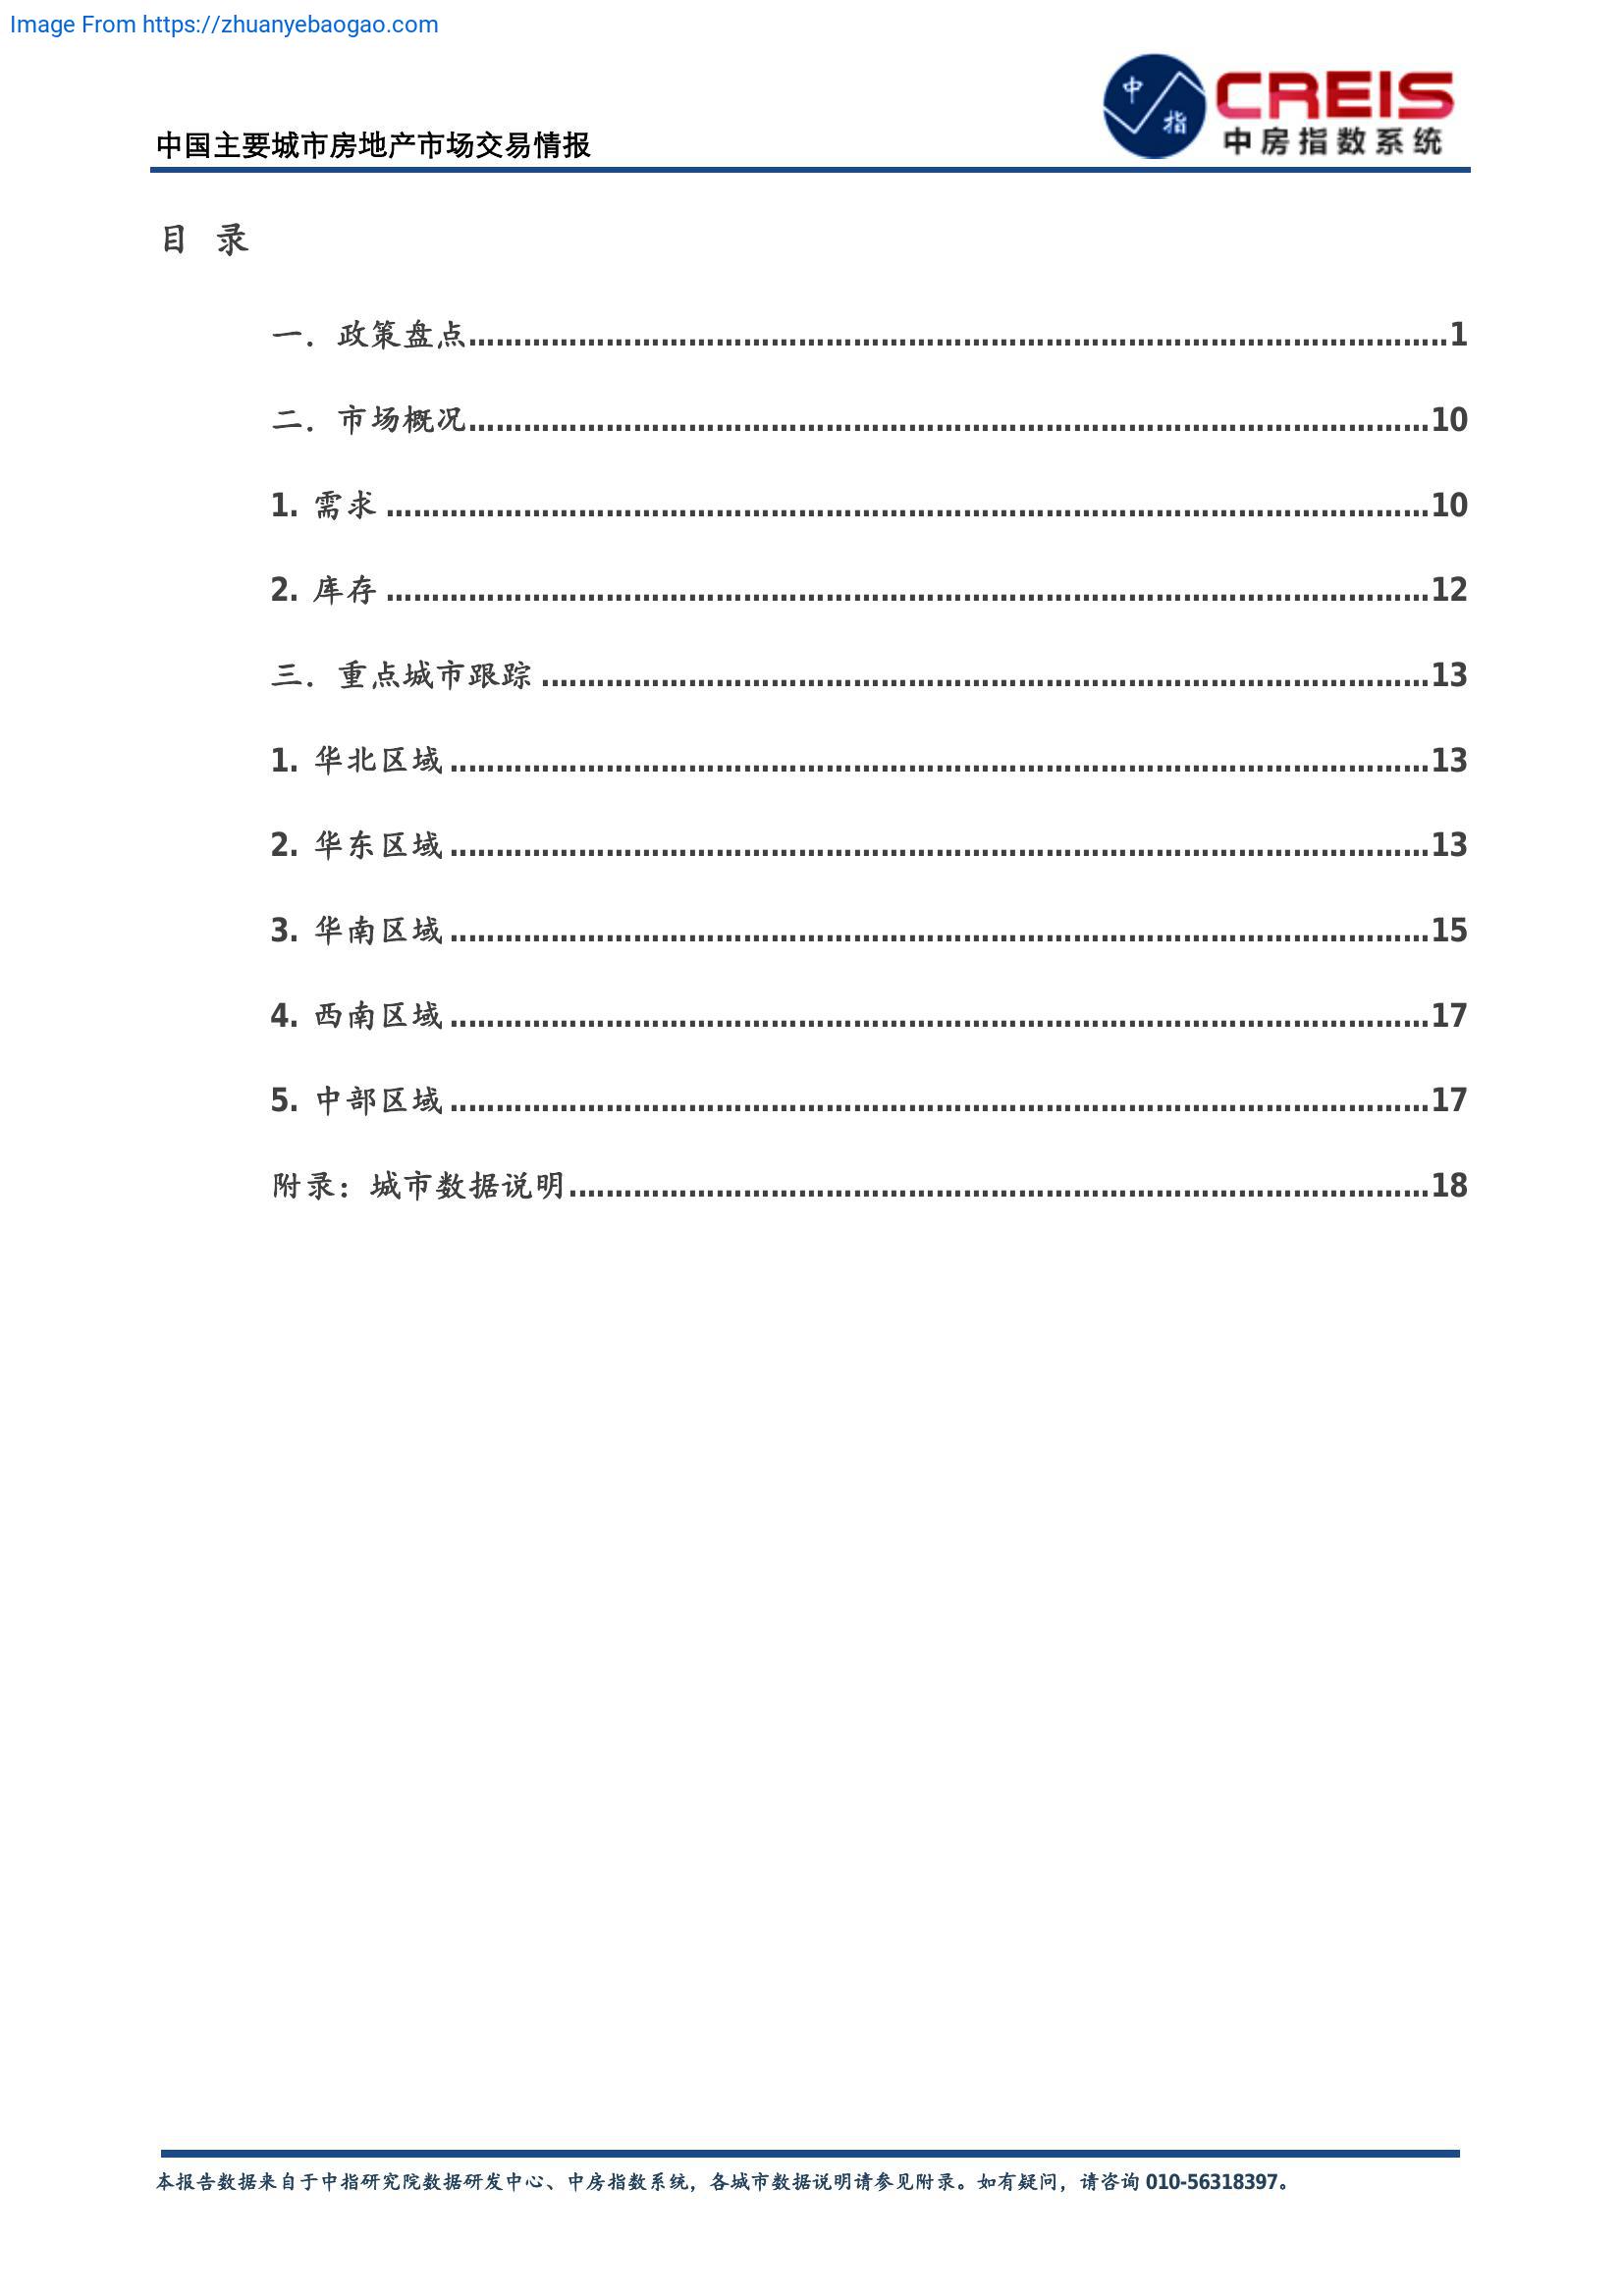 Image From https://zhuanyebaogao.com
中 指
CREIS
中房指数系统
中国主要城市房地产市场交易情报
目 录
一. 政策盘点........................................................................1
二. 市场概况........................................................................10
1. 需求........................................................................10
2. 库存........................................................................12
三. 重点城市跟踪........................................................................13
1. 华北区域........................................................................13
2. 华东区域........................................................................13
3. 华南区域........................................................................15
4. 西南区域........................................................................17
5. 中部区域........................................................................17
附录：城市数据说明........................................................................18
本报告数据来自于中指研究院数据研发中心、中房指数系统，各城市数据说明请参见附录。如有疑问，请咨询 010-56318397。